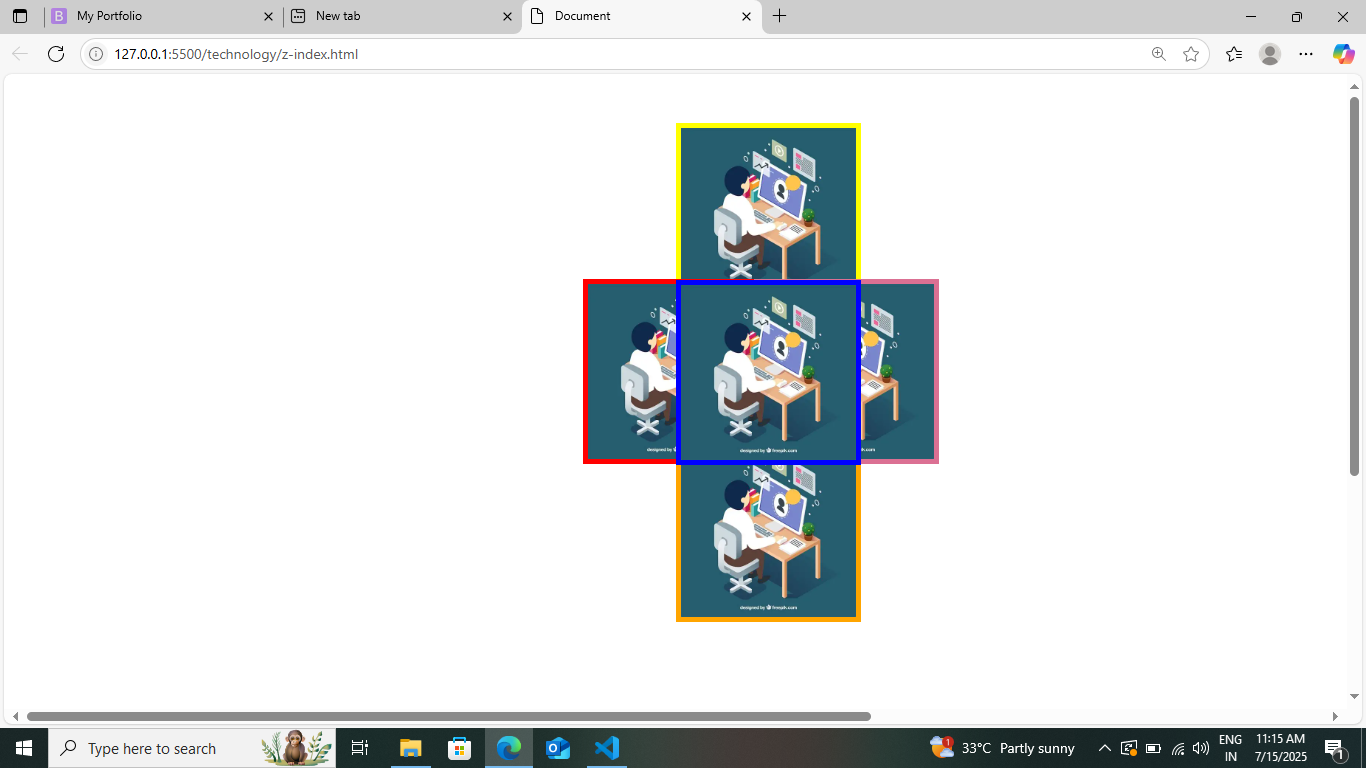 B My Portfolio
New tab
Document
127.0.0.1:5500/technology/z-index.html
designed by freepik.com
designed by
.com
designed by freepik.com
Type here to search
1
33°C Partly sunny
ENG
IN
11:15 AM
7/15/2025
1